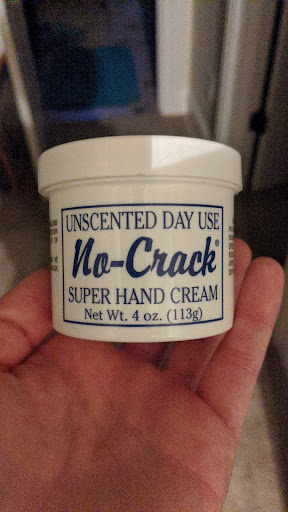 UNSCENTED DAY USE
No-Crack®
SUPER HAND CREAM
Net Wt. 4 oz. (113g)